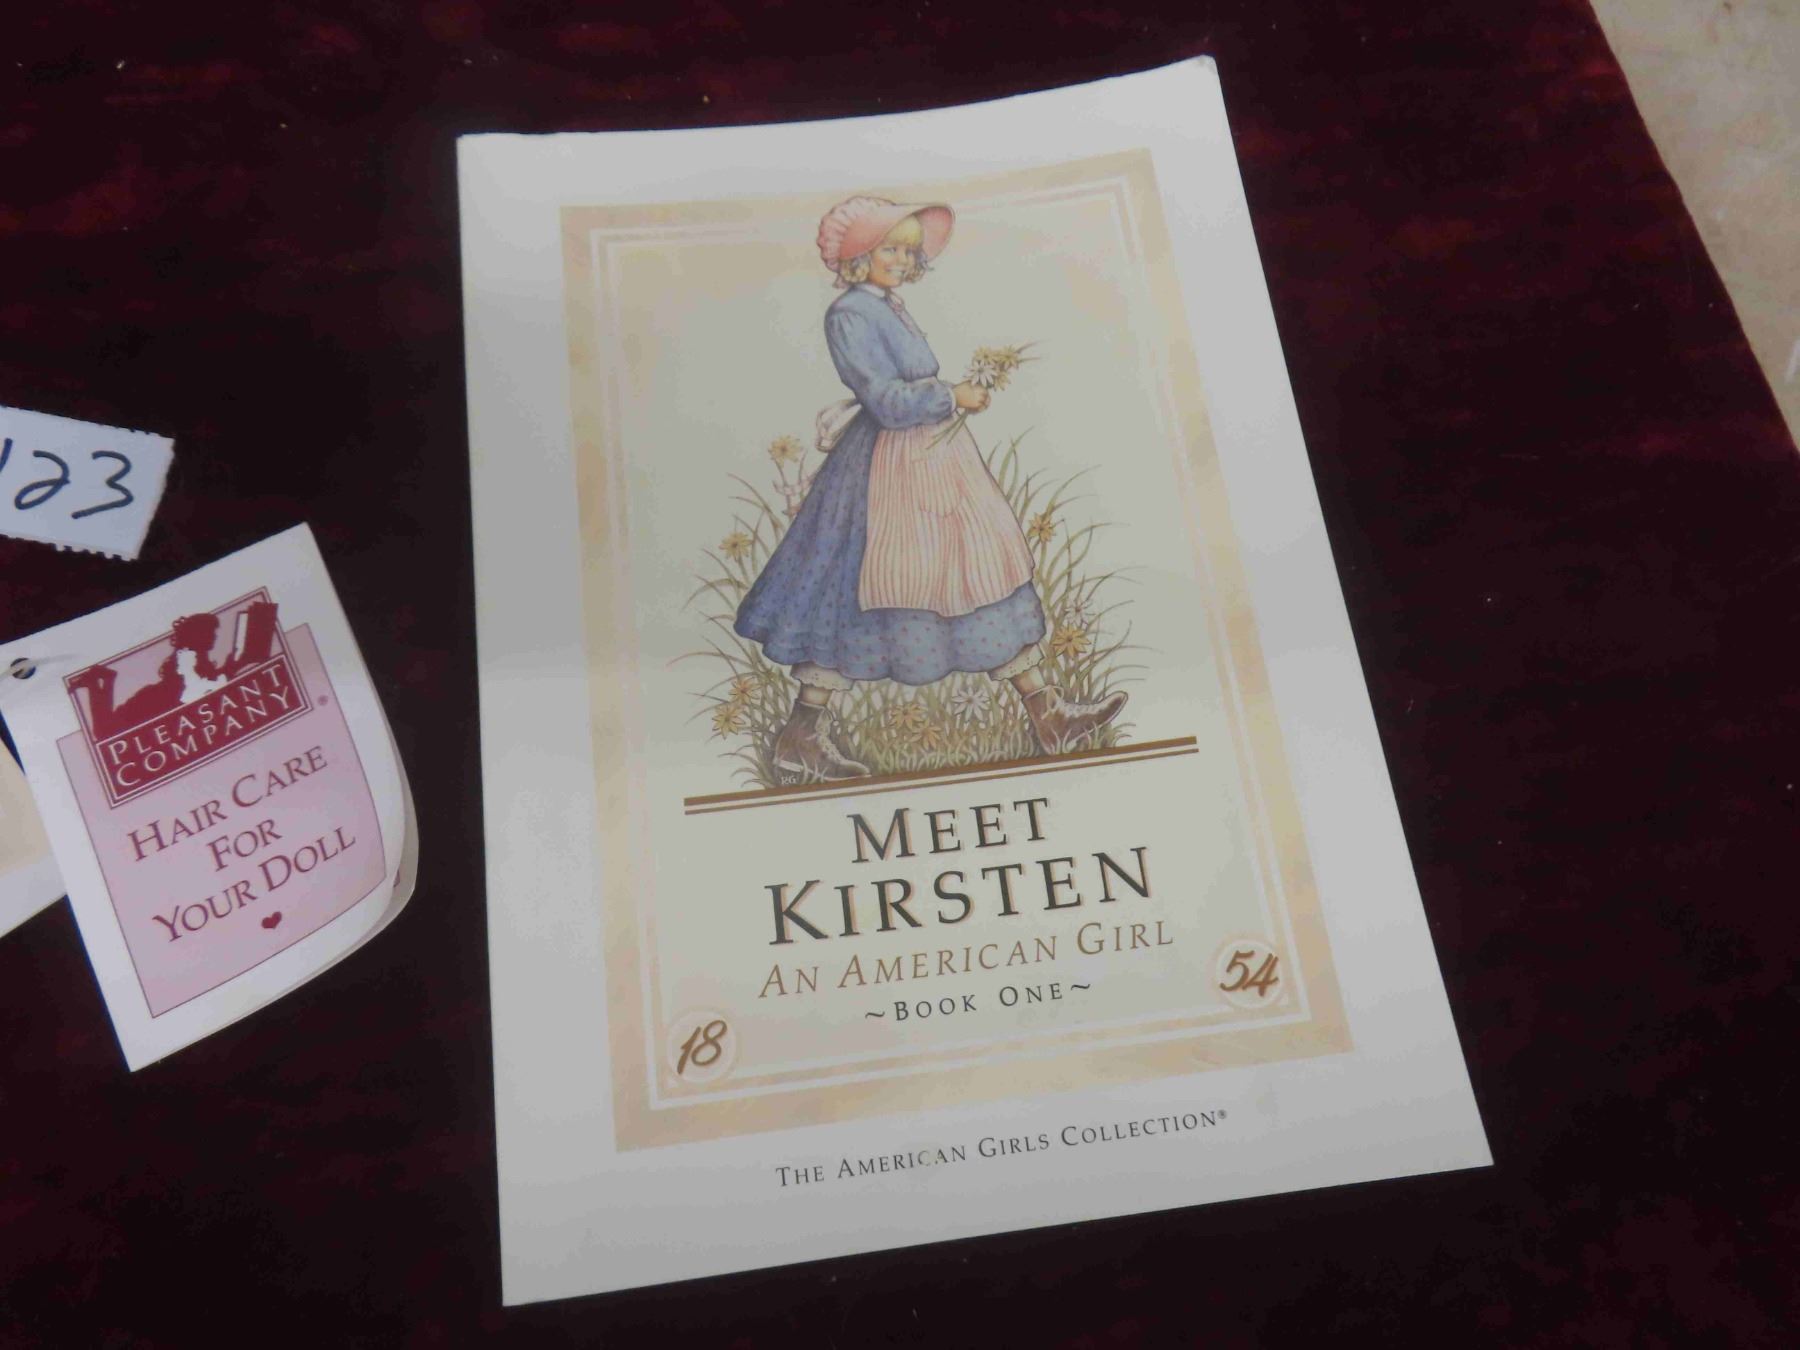 123
PLEASANT
COMPANY®
HAIR CARE
FOR
YOUR DOLL
RG
MEET
KIRSTEN
AN AMERICAN GIRL
~BOOK ONE~
18
54
THE AMERICAN GIRLS COLLECTION®